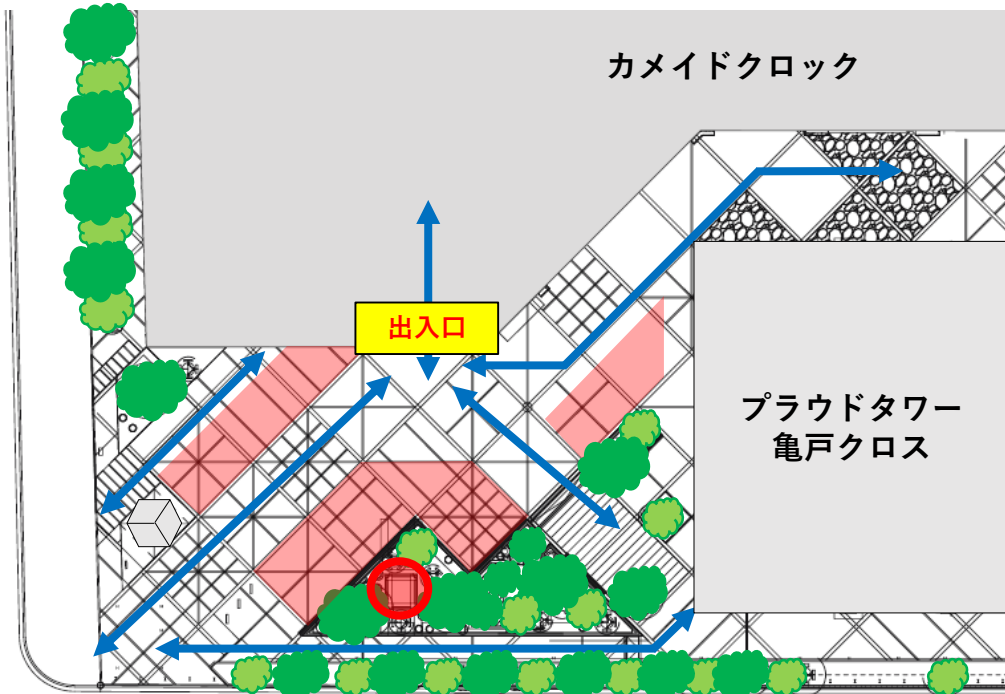 カメイドクロック
出入口
プラウドタワー
亀戸クロス